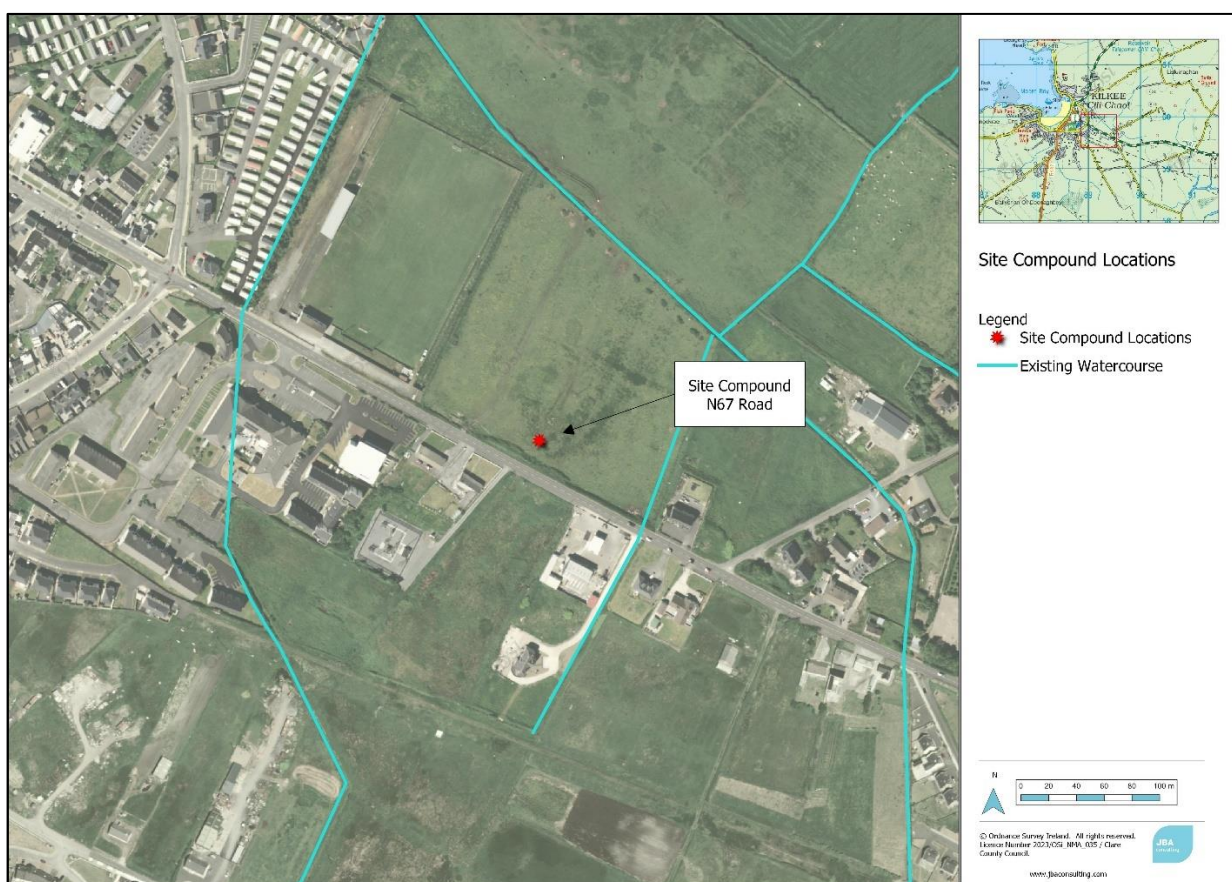 Site Compound
N67 Road
KILKEE
Cill Chaoi
Site Compound Locations
Legend
Site Compound Locations
Existing Watercourse
N
0 20 40 60 80 100 m
© Ordnance Survey Ireland. All rights reserved.
Licence Number 2023/OSi_NMA_035 / Clare
County Council.
JBA
consulting
www.jbaconsulting.com